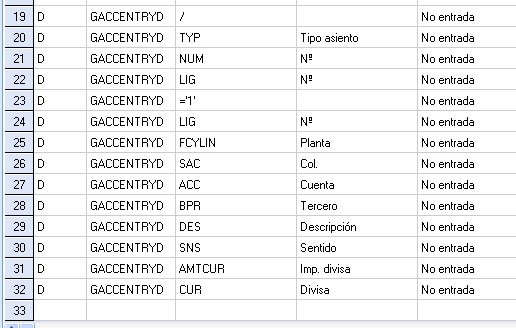 19 D GACCENTRYD / No entrada
20 D GACCENTRYD TYP Tipo asiento No entrada
21 D GACCENTRYD NUM Nº No entrada
22 D GACCENTRYD LIG Nº No entrada
23 D GACCENTRYD ='1' No entrada
24 D GACCENTRYD LIG Nº No entrada
25 D GACCENTRYD FCYLIN Planta No entrada
26 D GACCENTRYD SAC Col. No entrada
27 D GACCENTRYD ACC Cuenta No entrada
28 D GACCENTRYD BPR Tercero No entrada
29 D GACCENTRYD DES Descripción No entrada
30 D GACCENTRYD SNS Sentido No entrada
31 D GACCENTRYD AMTCUR Imp. divisa No entrada
32 D GACCENTRYD CUR Divisa No entrada
33